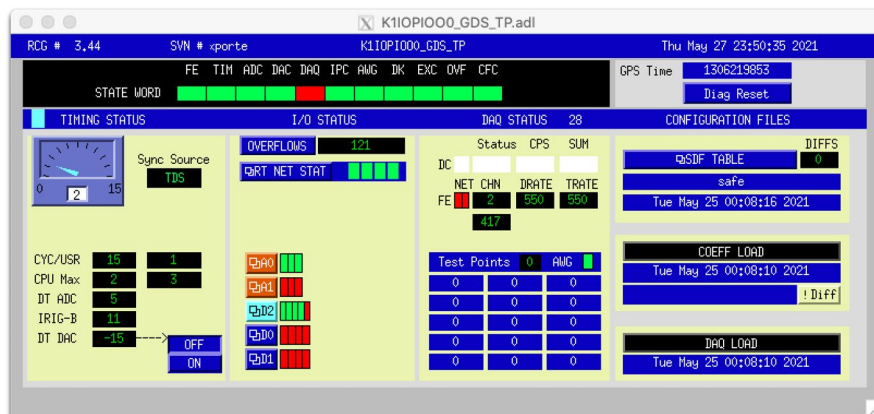 K1IOPIOO0_GDS_TP.adl
RCG # 3.44 SVN # xporte K1IOPIOO0_GDS_TP Thu May 27 23:50:35 2021
FE TIM ADC DAC DAQ IPC AWG DK EXC OVF CFC
STATE WORD
GPS Time 1306219853
Diag Reset
TIMING STATUS I/O STATUS DAQ STATUS 28 CONFIGURATION FILES
0 15
2
Sync Source
TDS
OVERFLOWS 121
RT NET STAT
Status CPS SUM
DC
NET CHN DRATE TRATE
FE 2 550 550
417
DIFFS
SDF TABLE 0
safe
Tue May 25 00:08:16 2021
CYC/USR 15 1
CPU Max 2 3
DT ADC 5
IRIG-B 11
DT DAC -15 ---->
OFF
ON
A0
A1
D2
D0
D1
Test Points 0 AWG
0 0 0
0 0 0
0 0 0
0 0 0
0 0 0
COEFF LOAD
Tue May 25 00:08:10 2021
!Diff
DAQ LOAD
Tue May 25 00:08:10 2021